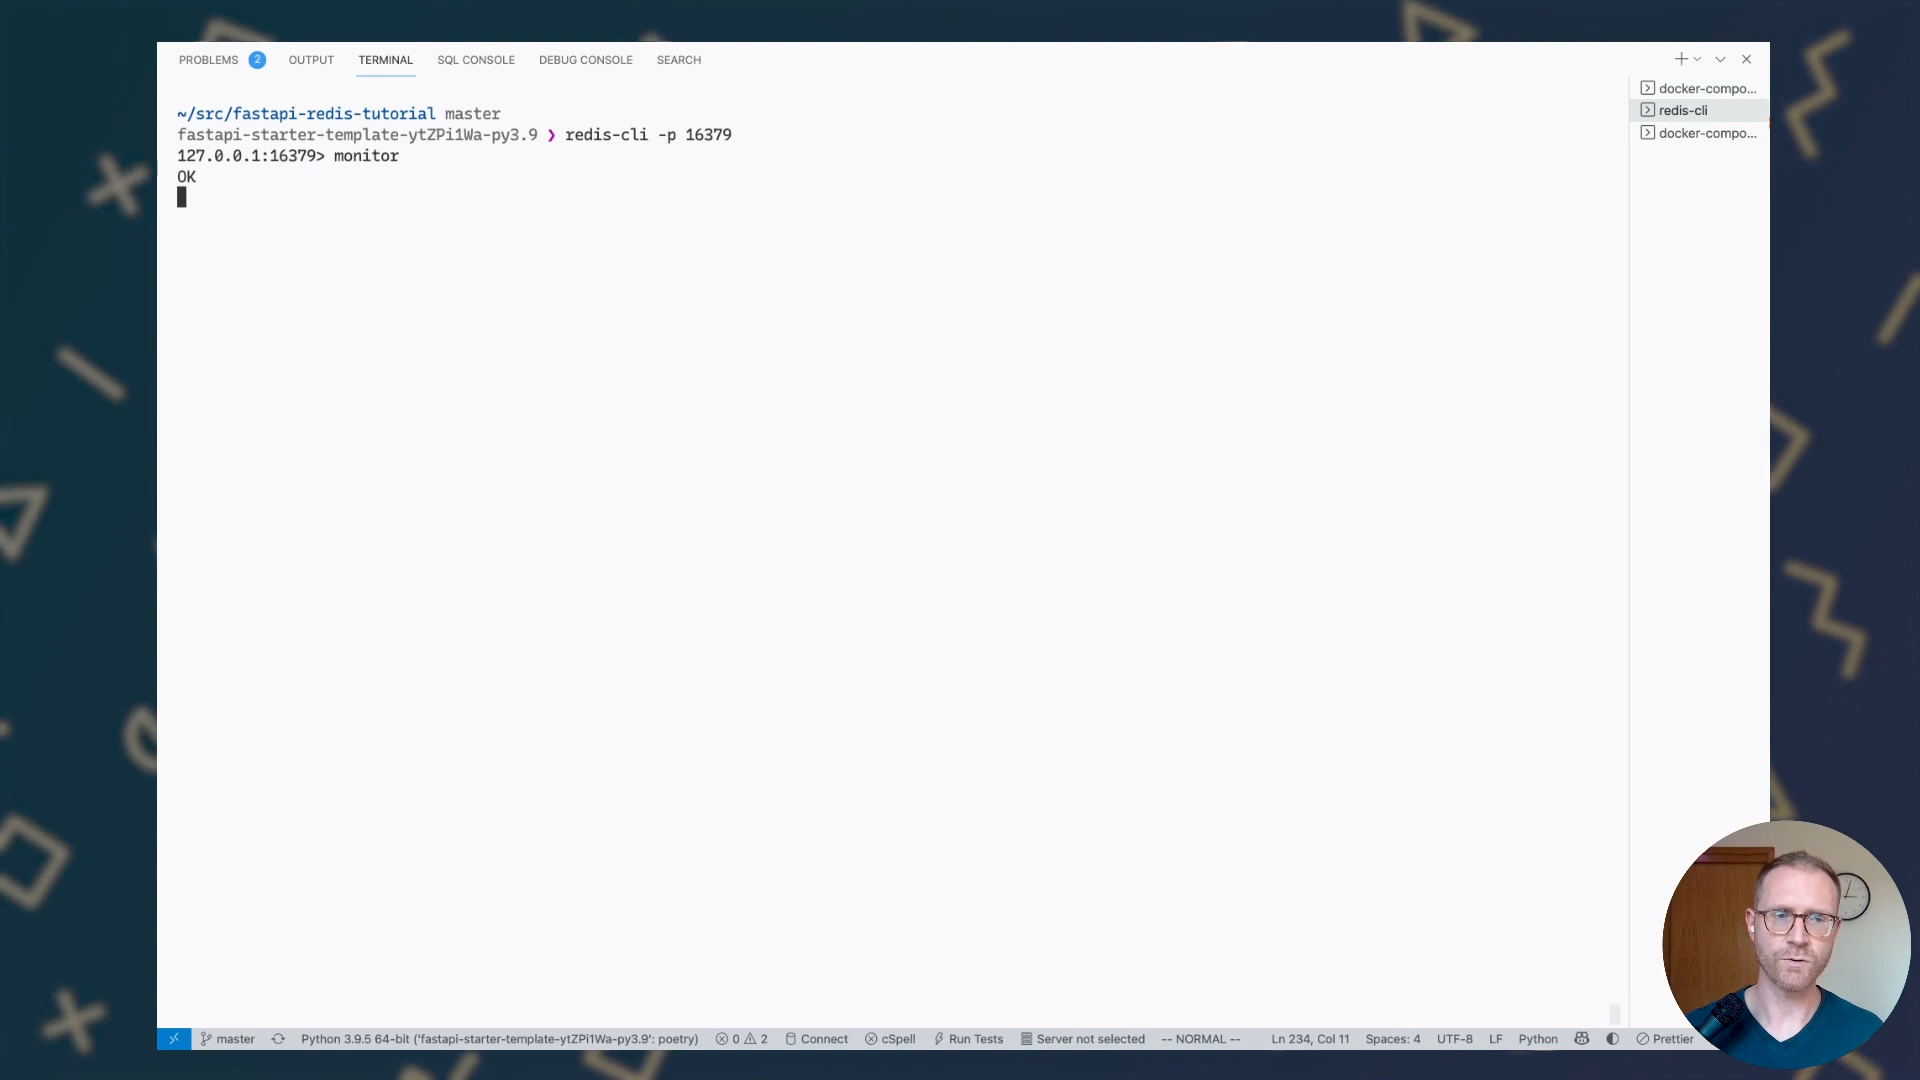 PROBLEMS 2 OUTPUT TERMINAL SQL CONSOLE DEBUG CONSOLE SEARCH
docker-compo...
redis-cli
docker-compo...
~/src/fastapi-redis-tutorial master
fastapi-starter-template-ytZPi1Wa-py3.9 ❯ redis-cli -p 16379
127.0.0.1:16379> monitor
OK
master Python 3.9.5 64-bit ('fastapi-starter-template-ytZPi1Wa-py3.9': poetry) 0 2 Connect cSpell Run Tests Server not selected -- NORMAL -- Ln 234, Col 11 Spaces: 4 UTF-8 LF Python Prettier